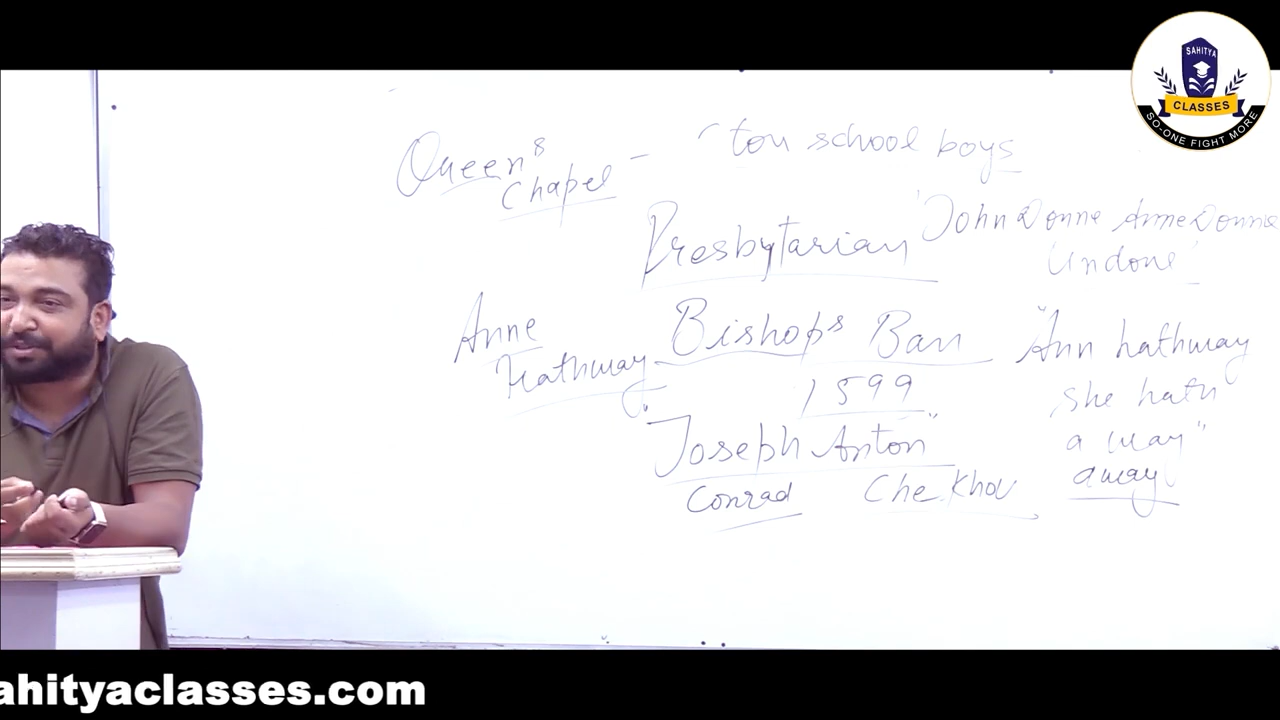 SAHITYA
CLASSES
SO-ONE FIGHT MORE
Queen's Chapel - school boys
Presbytarian
'John Donne Anne Donne
Undone'
Anne
Hathway
Bishops Ban
1599
"Ann hathway
she hath
a way"
away
"Joseph Anton"
Conrad Chekhov
ahityaclasses.com